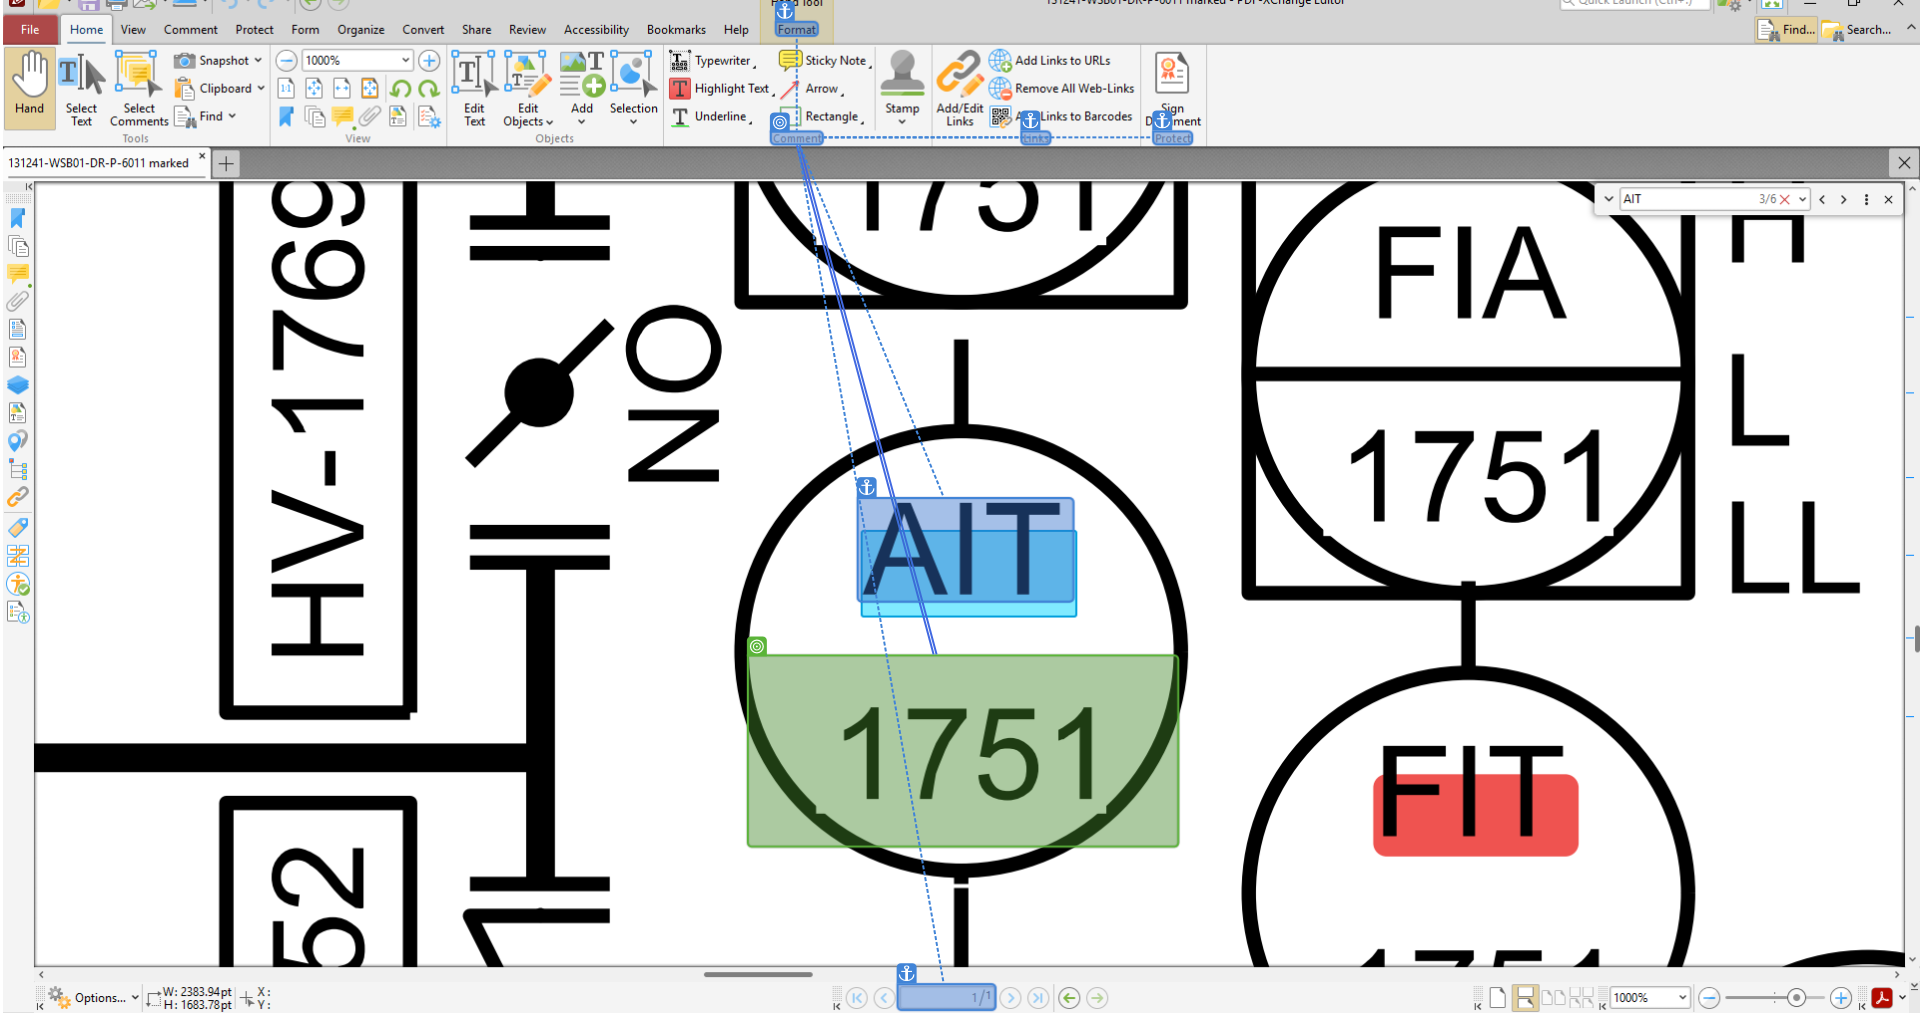 131241-WSB01-DR-P-6011 marked - PDF-XChange Editor
Quick Launch (Ctrl+.)
File
Home
View
Comment
Protect
Form
Organize
Convert
Share
Review
Accessibility
Bookmarks
Help
Format
Find...
Search...
Hand
Select
Text
Select
Comments
Snapshot
Clipboard
Find
Tools
1000%
View
Edit
Text
Edit
Objects
Add
Selection
Objects
Typewriter
Highlight Text
Underline
Sticky Note
Arrow
Rectangle
Comment
Stamp
Add/Edit
Links
Add Links to URLs
Remove All Web-Links
Links to Barcodes
Links
Sign
Protect
131241-WSB01-DR-P-6011 marked
AIT
3/6
HV-1769
NO
1751
FIA
1751
H
L
LL
AIT
1751
FIT
1751
52
Options...
W: 2383.94pt
H: 1683.78pt
X:
Y:
1/1
1000%